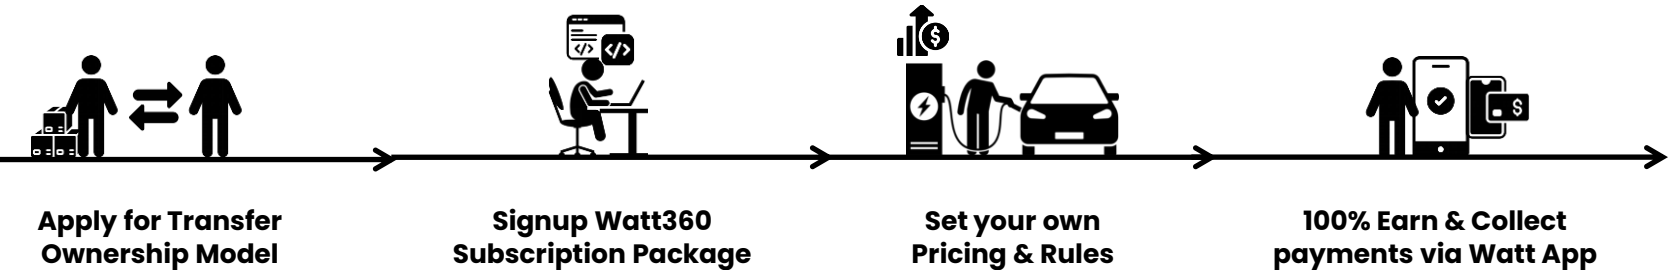 Apply for Transfer
Ownership Model
Signup Watt360
Subscription Package
Set your own
Pricing & Rules
100% Earn & Collect
payments via Watt App